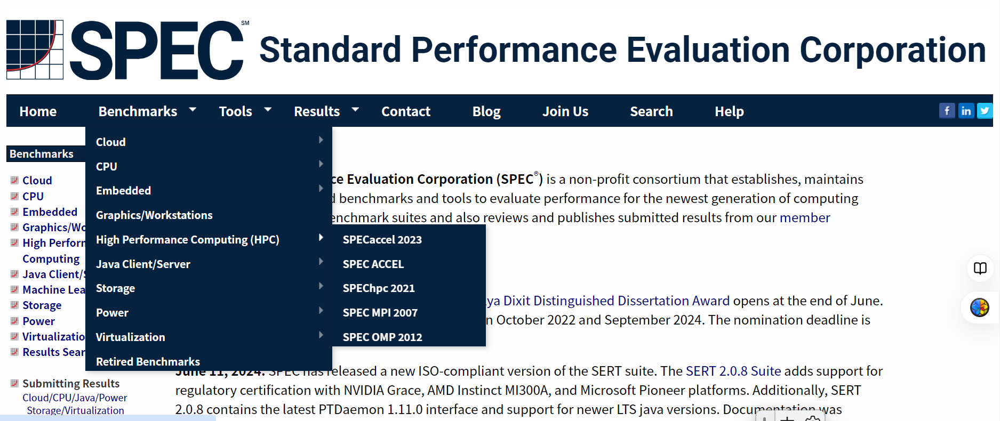 SPEC SM
Standard Performance Evaluation Corporation
Home Benchmarks Tools Results Contact Blog Join Us Search Help
Benchmarks
Cloud
CPU
Embedded
Graphics/Wo
High Perforn
Computing
Java Client/S
Machine Lea
Storage
Power
Virtualizatio
Results Sear
Submitting Results
Cloud/CPU/Java/Power
Storage/Virtualization
Cloud
CPU
Embedded
Graphics/Workstations
High Performance Computing (HPC)
Java Client/Server
Storage
Power
Virtualization
Retired Benchmarks
SPECaccel 2023
SPEC ACCEL
SPEChpc 2021
SPEC MPI 2007
SPEC OMP 2012
ce Evaluation Corporation (SPEC®) is a non-profit consortium that establishes, maintains
d benchmarks and tools to evaluate performance for the newest generation of computing
enchmark suites and also reviews and publishes submitted results from our member
ya Dixit Distinguished Dissertation Award opens at the end of June.
n October 2022 and September 2024. The nomination deadline is
June 11, 2024. SPEC has released a new ISO-compliant version of the SERT suite. The SERT 2.0.8 Suite adds support for
regulatory certification with NVIDIA Grace, AMD Instinct MI300A, and Microsoft Pioneer platforms. Additionally, SERT
2.0.8 contains the latest PTDaemon 1.11.0 interface and support for newer LTS java versions. Documentation was